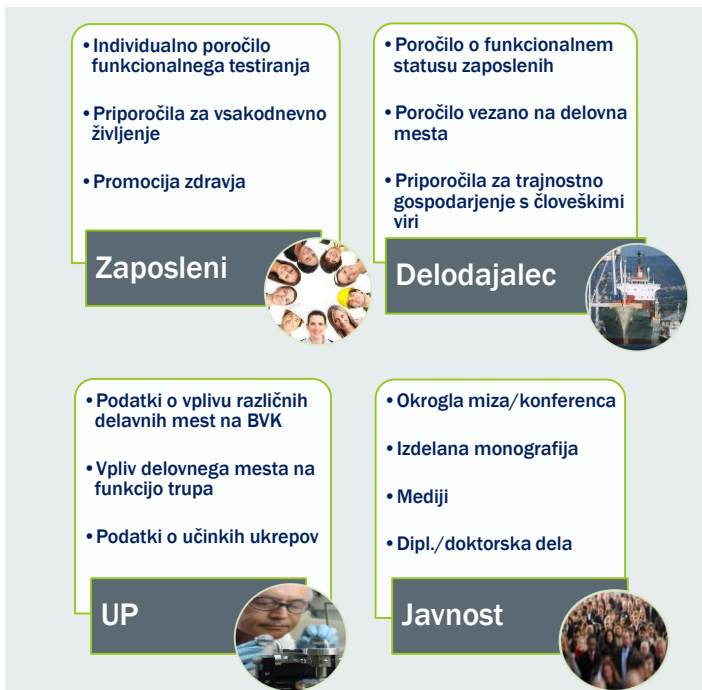 •Individualno poročilo
funkcionalnega testiranja
•Priporočila za vsakodnevno
življenje
•Promocija zdravja
Zaposleni
•Poročilo o funkcionalnem
statusu zaposlenih
•Poročilo vezano na delovna
mesta
•Priporočila za trajnostno
gospodarjenje s človeškimi
viri
Delodajalec
•Podatki o vplivu različnih
delavnih mest na BVK
•Vpliv delovnega mesta na
funkcijo trupa
•Podatki o učinkih ukrepov
UP
•Okrogla miza/konferenca
•Izdelana monografija
•Mediji
•Dipl./doktorska dela
Javnost